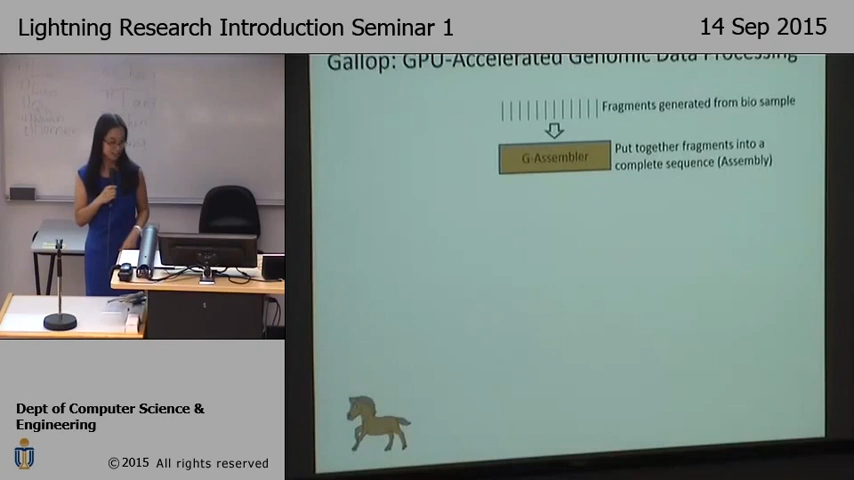 Lightning Research Introduction Seminar 1
14 Sep 2015
Gallop: GPU-Accelerated Genomic Data Processing
Fragments generated from bio sample
G-Assembler
Put together fragments into a
complete sequence (Assembly)
Dept of Computer Science &
Engineering
©2015 All rights reserved